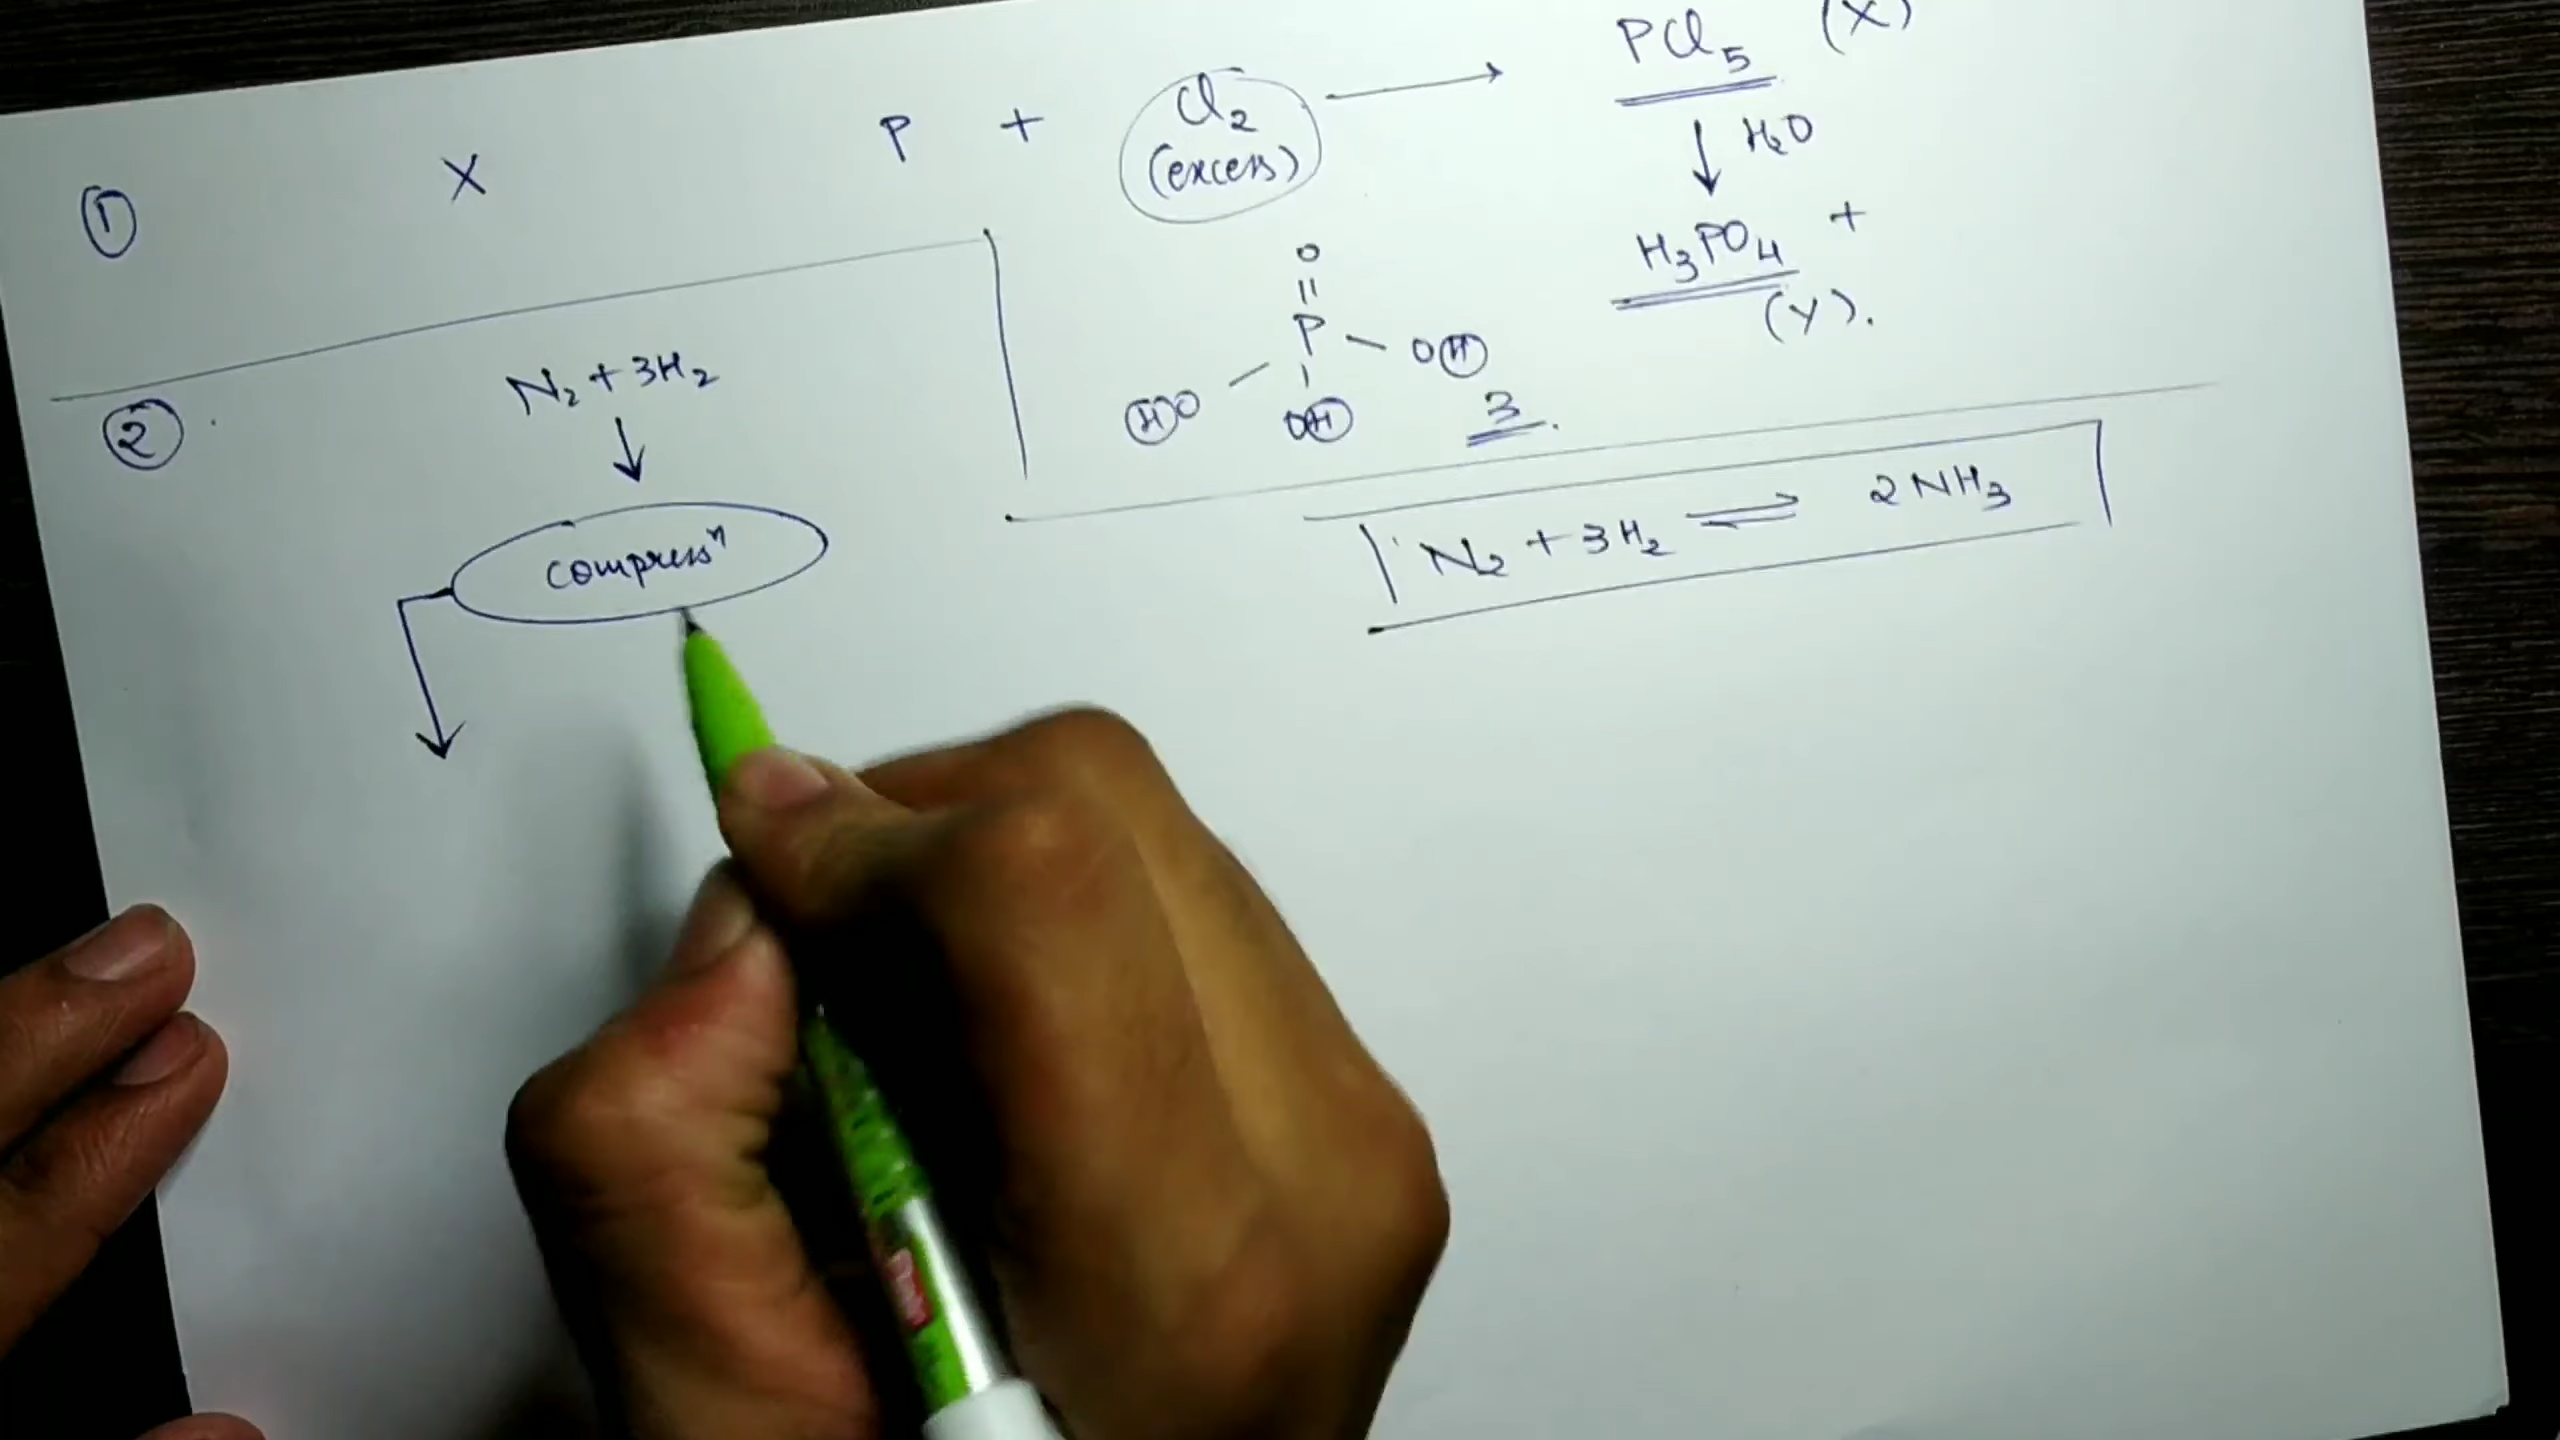 ① X P + Cl₂ (excess) ⟶ PCl₅ (X)
↓ H₂O
H₃PO₄ +
(Y).
O
||
P — OH
HO OH 3.
② N₂ + 3H₂
↓
compressⁿ
N₂ + 3H₂ ⇌ 2NH₃